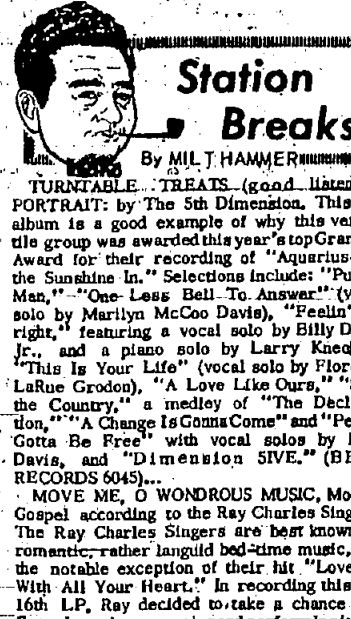 Station
Breaks
By MILT HAMMER
TURNTABLE TREATS (good listen
PORTRAIT: by The 5th Dimension. This
album is a good example of why this ver
tile group was awarded this year's top Gram
Award for their recording of "Aquarius-
the Sunshine In." Selections include: "Pu
Man," "One Less Bell To Answer" (v
solo by Marilyn McCoo Davis), "Feelin'
right," featuring a vocal solo by Billy D
Jr., and a piano solo by Larry Knec
"This Is Your Life" (vocal solo by Flor
LaRue Grodon), "A Love Like Ours," "
the Country," a medley of "The Decl
tion," "A Change Is Gonna Come" and "Pe
Gotta Be Free" with vocal solos by
Davis, and "Dimension 5IVE." (BE
RECORDS 6045)...
MOVE ME, O WONDROUS MUSIC, Mo
Gospel according to the Ray Charles Sing
The Ray Charles Singers are best known
romantic, rather languid bed-time music,
the notable exception of their hit "Love
With All Your Heart." In recording this
16th LP, Ray decided to take a chance